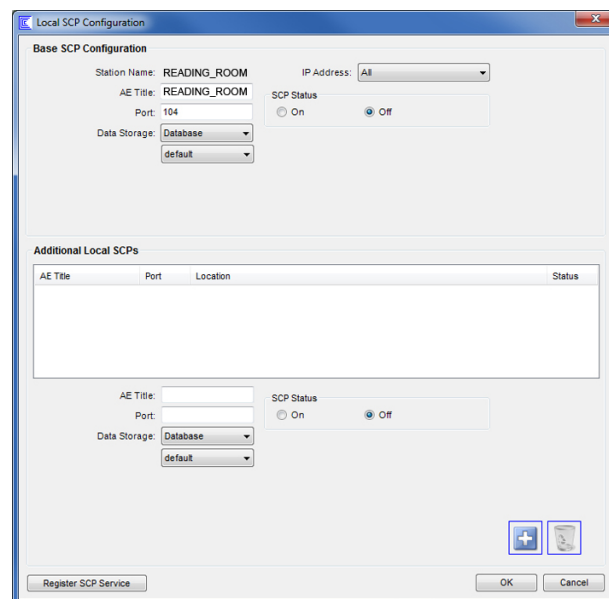 Local SCP Configuration
Base SCP Configuration
Station Name: READING_ROOM IP Address: All
AE Title: READING_ROOM SCP Status
Port: 104 On Off
Data Storage: Database
default
Additional Local SCPs
AE Title Port Location Status
AE Title: SCP Status
Port: On Off
Data Storage: Database
default
Register SCP Service OK Cancel